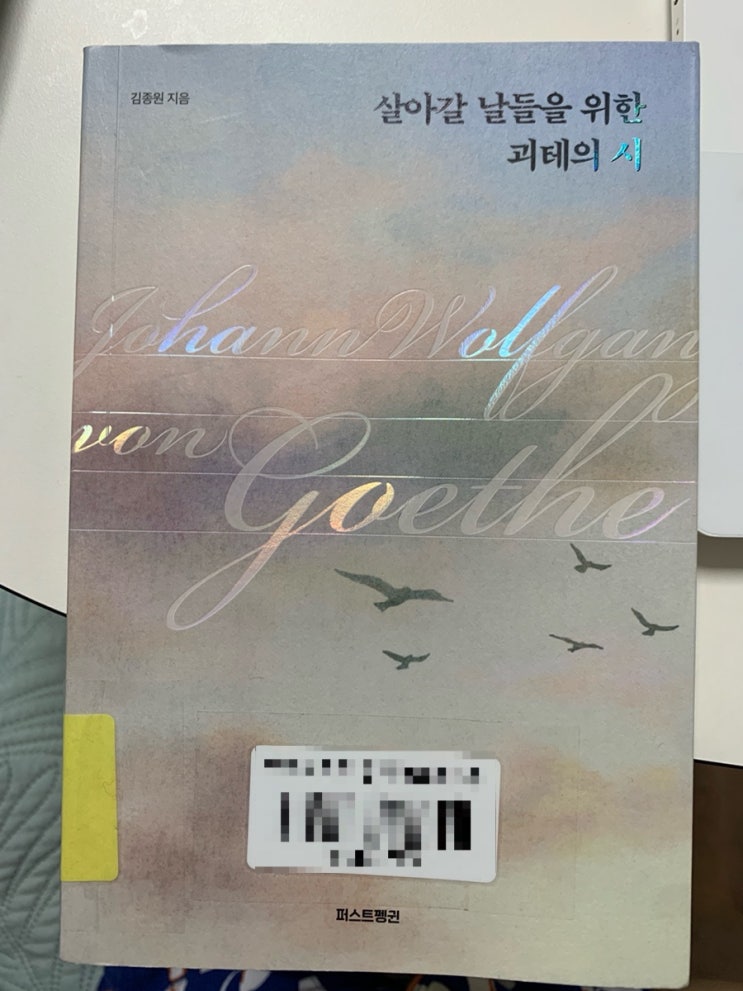 김종원 지음
살아갈 날들을 위한
괴테의 시
Johann Wolfgang
von Goethe
퍼스트펭귄